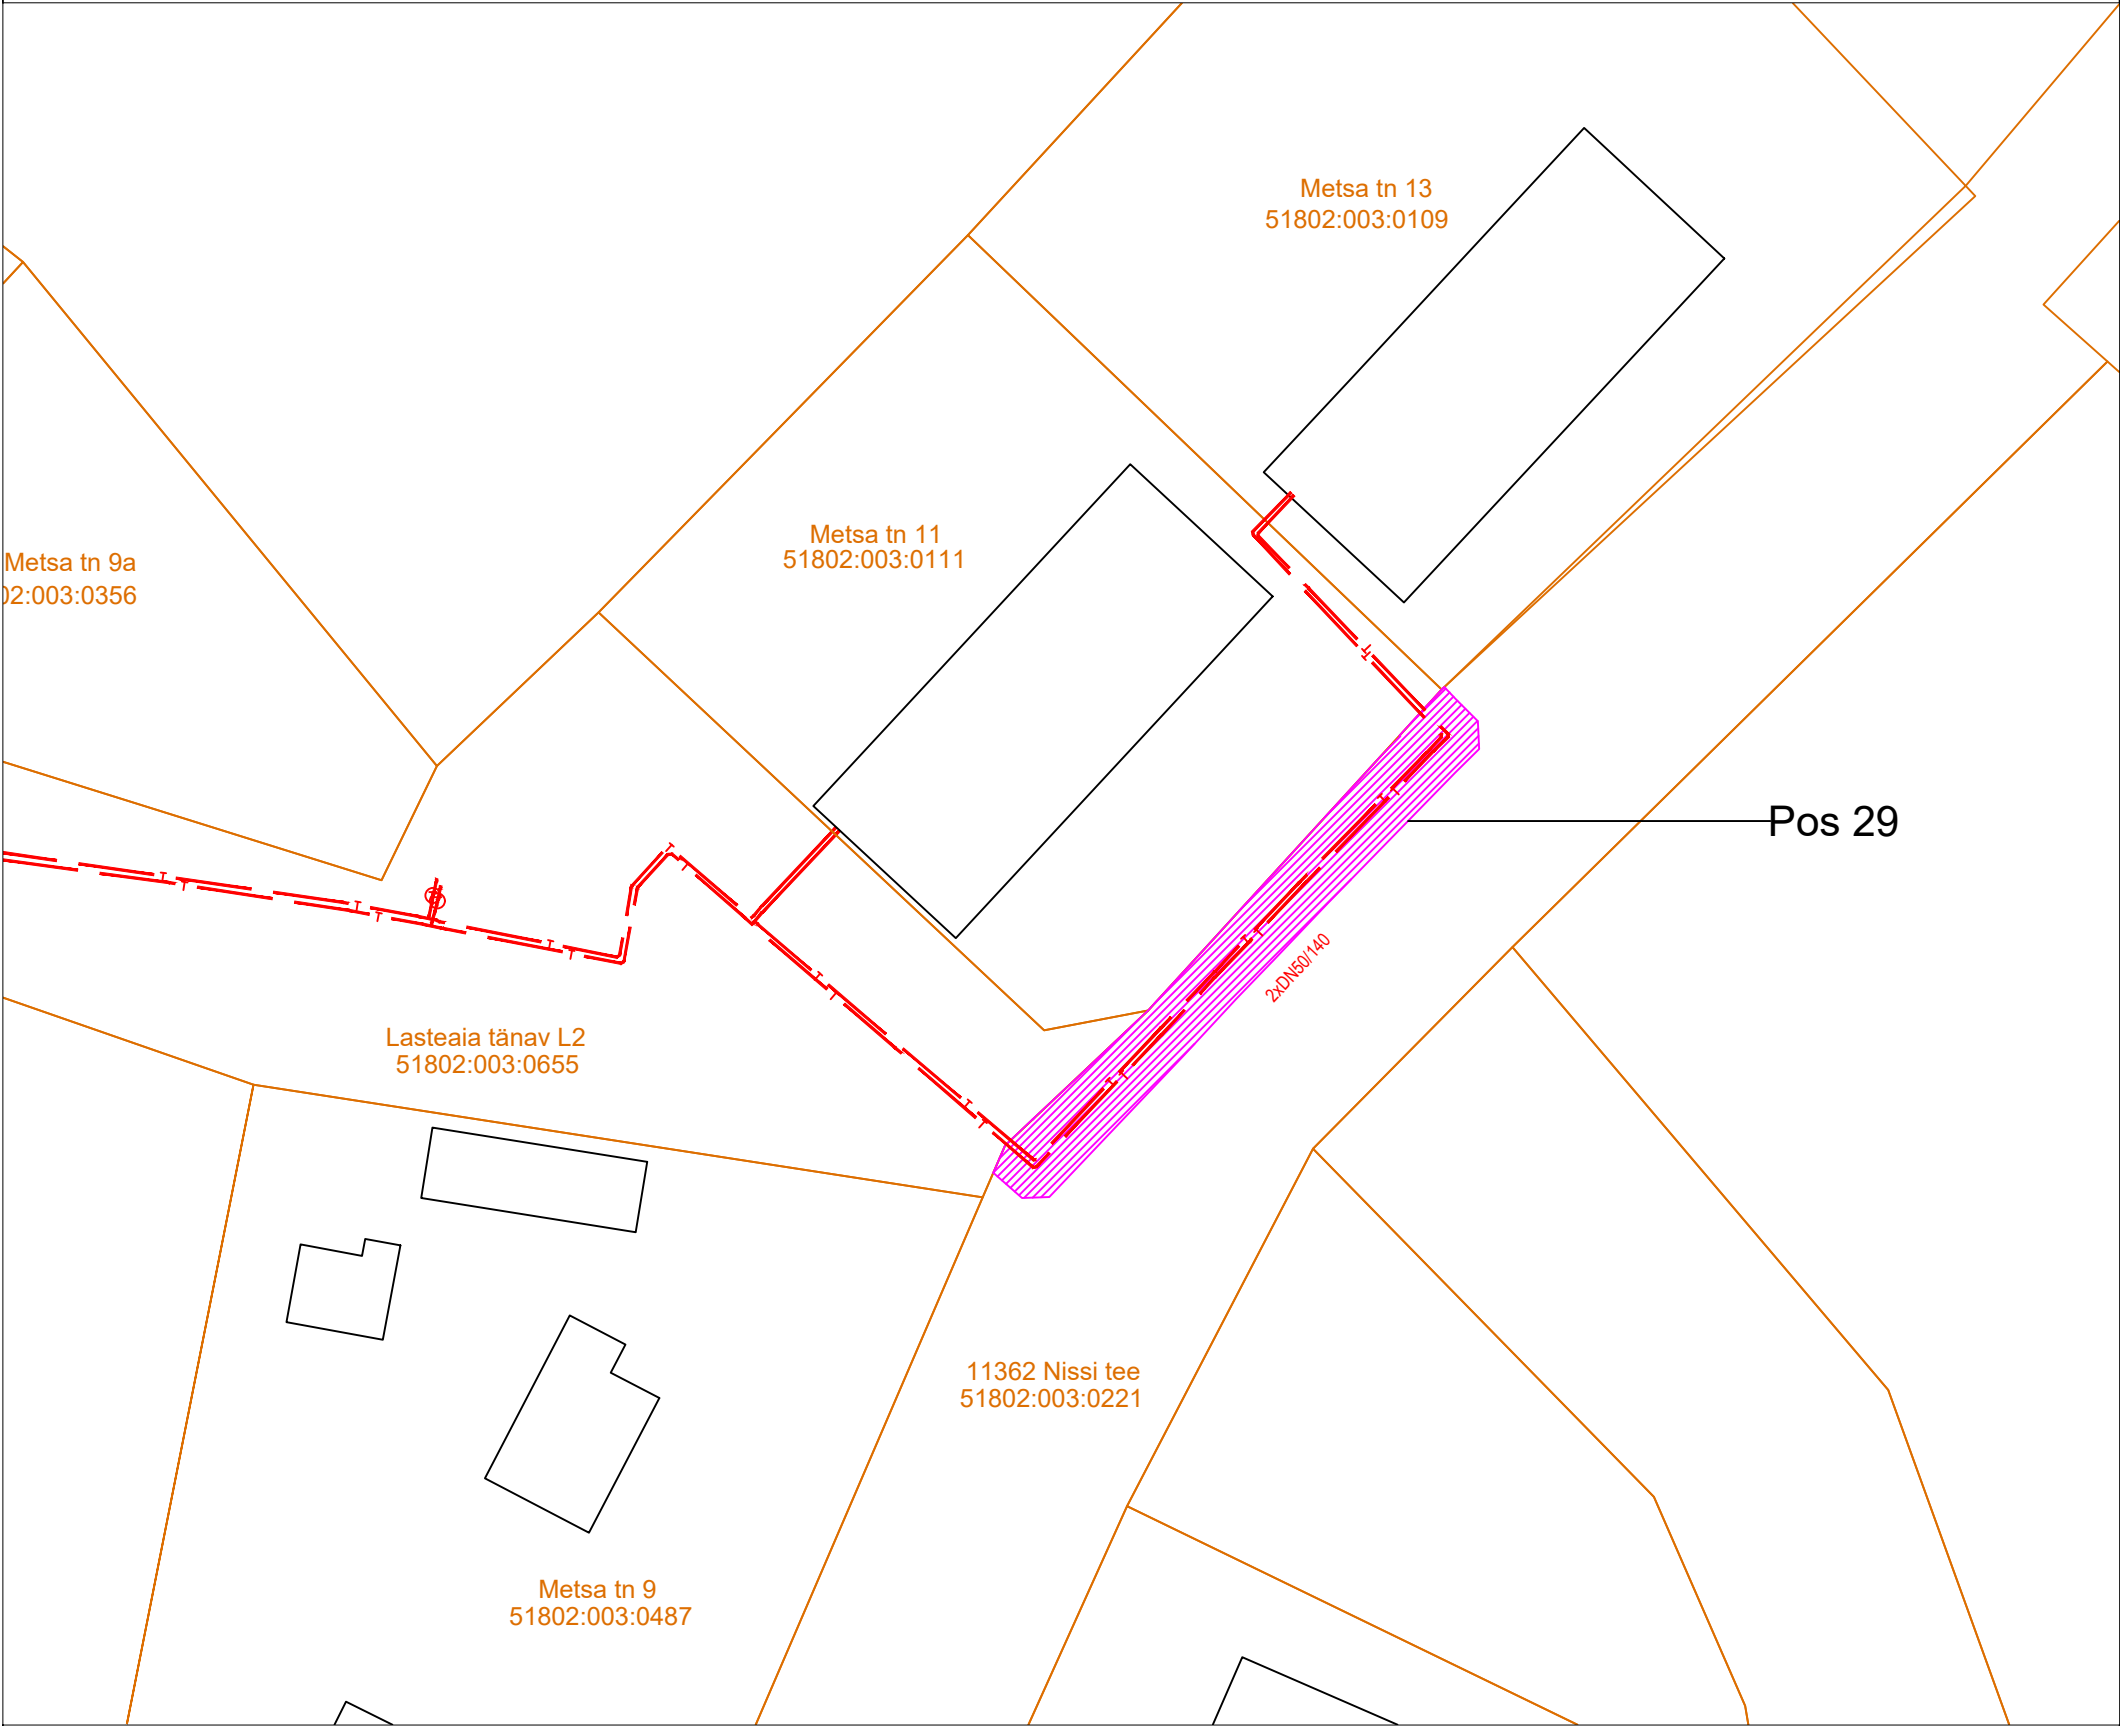 Metsa tn 13
51802:003:0109
Metsa tn 11
51802:003:0111
Metsa tn 9a
02:003:0356
Pos 29
2xDN50/140
Lasteaia tänav L2
51802:003:0655
11362 Nissi tee
51802:003:0221
Metsa tn 9
51802:003:0487